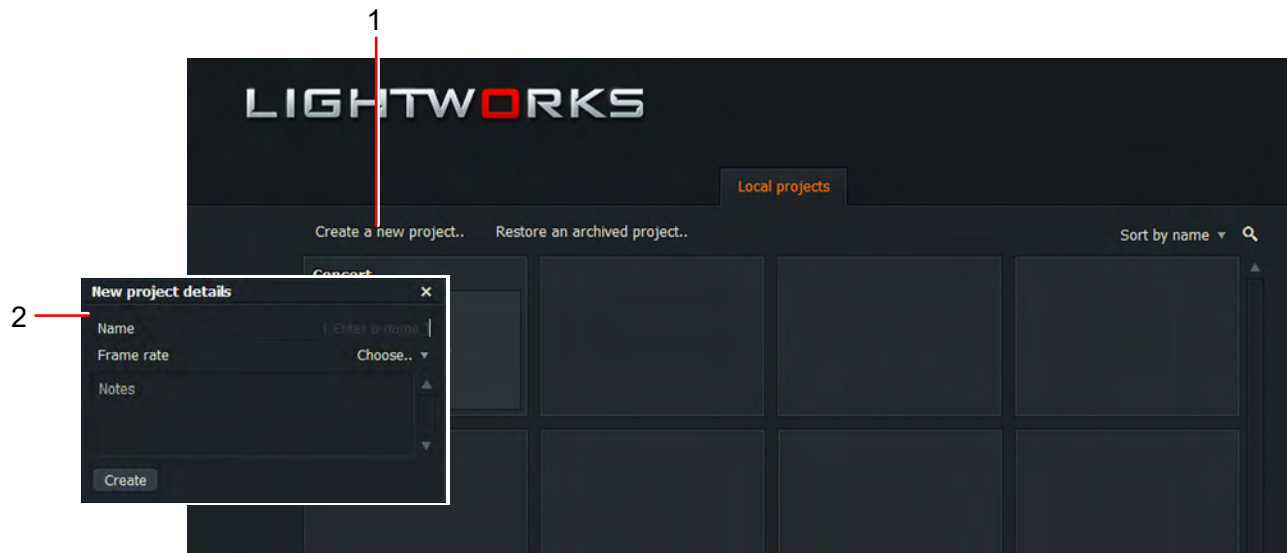 1
LIGHTWORKS
Local projects
Create a new project.. Restore an archived project.. Sort by name
Concert
New project details
2
Name [ Enter a name ]
Frame rate Choose..
Notes
Create